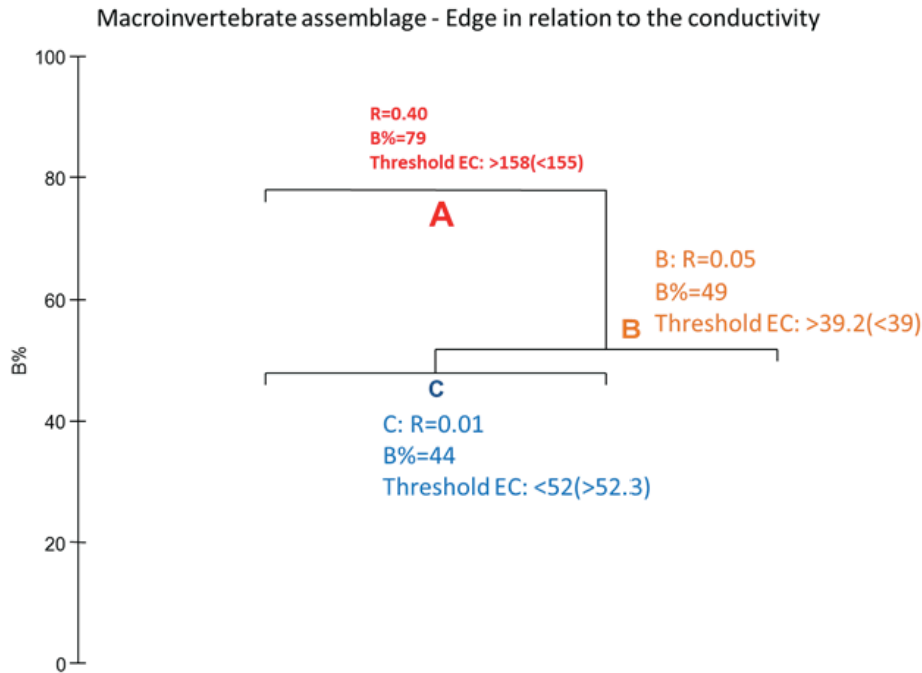 Macroinvertebrate assemblage - Edge in relation to the conductivity
100
R=0.40
B%=79
Threshold EC: >158(<155)
80
A
B: R=0.05
B%=49
60
Threshold EC: >39.2(<39)
B
B%
C
40
C: R=0.01
B%=44
Threshold EC: <52(>52.3)
20
0